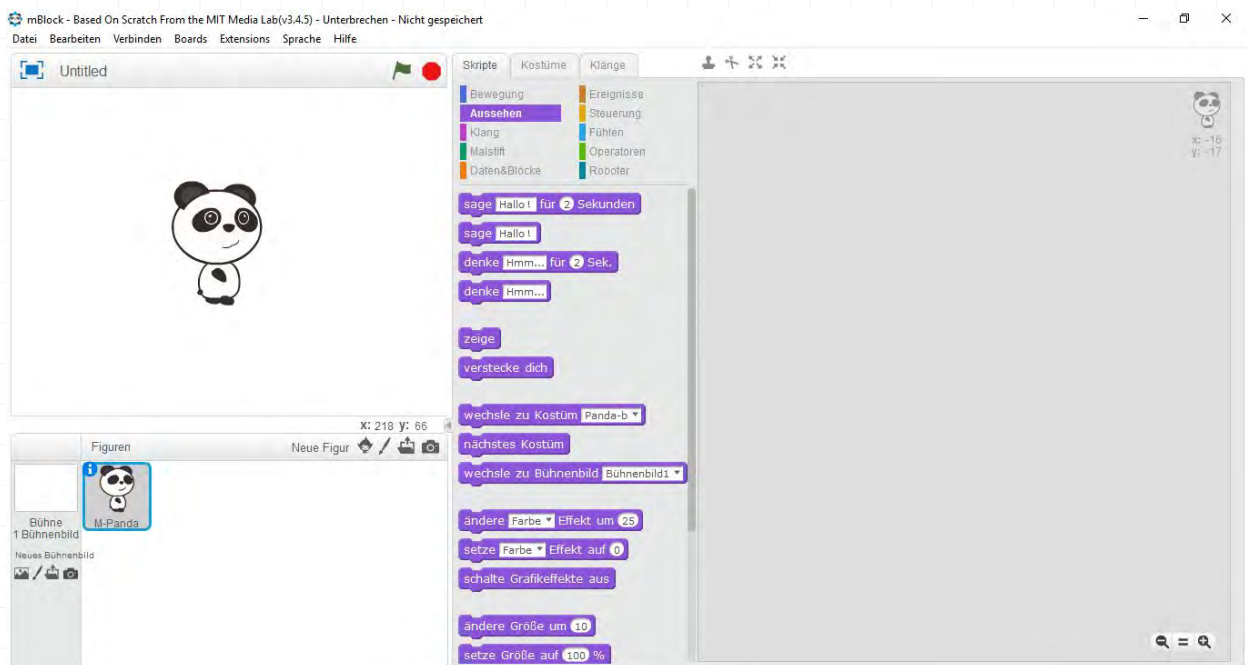 mBlock - Based On Scratch From the MIT Media Lab(v3.4.5) - Unterbrechen - Nicht gespeichert
Datei Bearbeiten Verbinden Boards Extensions Sprache Hilfe
Untitled
Skripte Kostüme Klänge
Bewegung Ereignisse
Aussehen Steuerung
Klang Fühlen
Malstift Operatoren
Daten&Blöcke Roboter
x: -16
y: -17
sage Hallo! für 2 Sekunden
sage Hallo!
denke Hmm... für 2 Sek.
denke Hmm...
zeige
verstecke dich
wechsle zu Kostüm Panda-b
nächstes Kostüm
wechsle zu Bühnenbild Bühnenbild1
ändere Farbe Effekt um 25
setze Farbe Effekt auf 0
schalte Grafikeffekte aus
ändere Größe um 10
setze Größe auf 100 %
x: 218 y: 66
Figuren Neue Figur
Bühne
1 Bühnenbild
M-Panda
Neues Bühnenbild